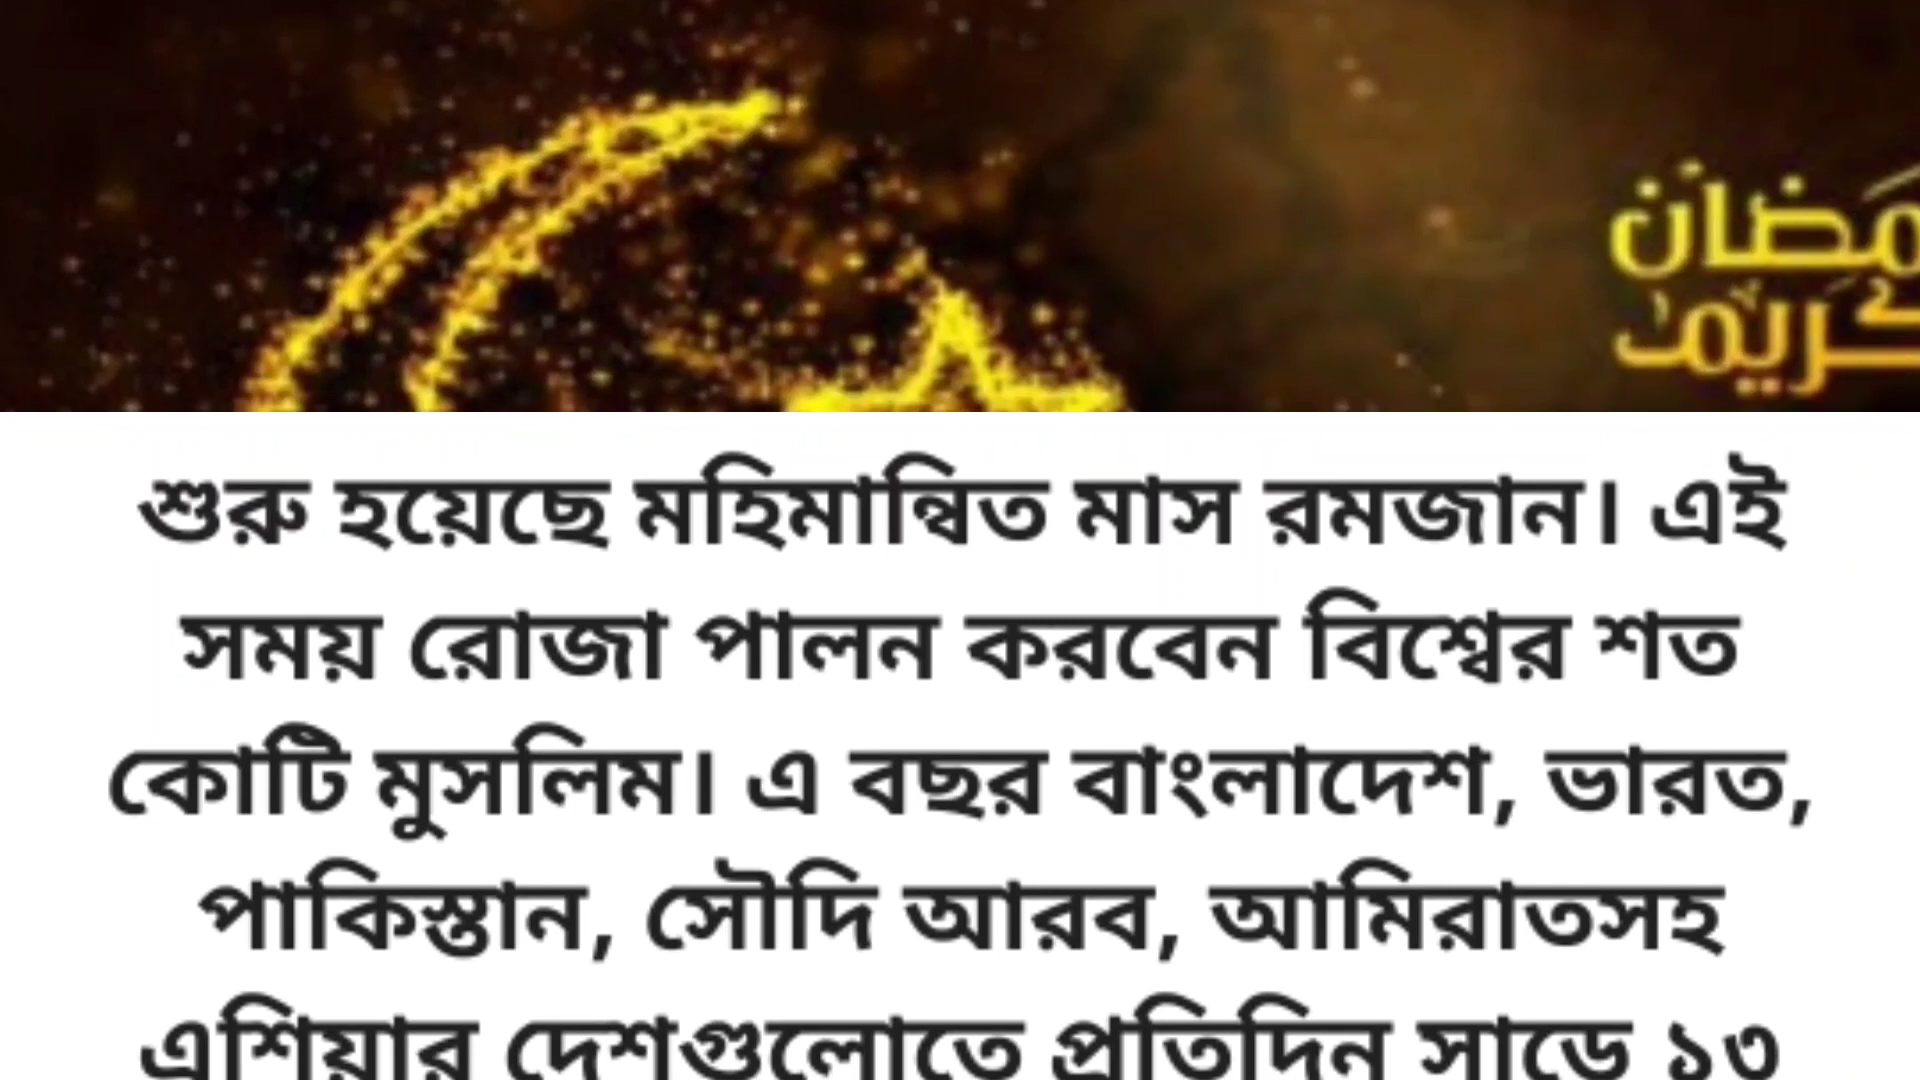 رمضان
كريم
শুরু হয়েছে মহিমান্বিত মাস রমজান। এই
সময় রোজা পালন করবেন বিশ্বের শত
কোটি মুসলিম। এ বছর বাংলাদেশ, ভারত,
পাকিস্তান, সৌদি আরব, আমিরাতসহ
এশিয়ার দেশগুলোতে প্রতিদিন সাড়ে ১৩